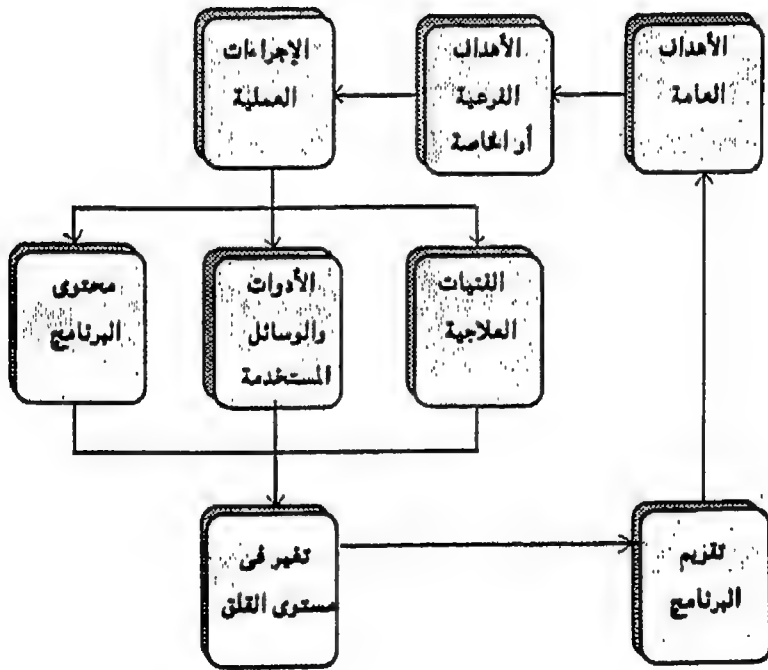 الأهداف
العامة
الأهداف
الفرعية
أو الخاصة
الإجراءات
العملية
الفنيات
العلاجية
الأدوات
والوسائل
المستخدمة
محتوى
البرنامج
تغير فى
مستوى القلق
تقويم
البرنامج